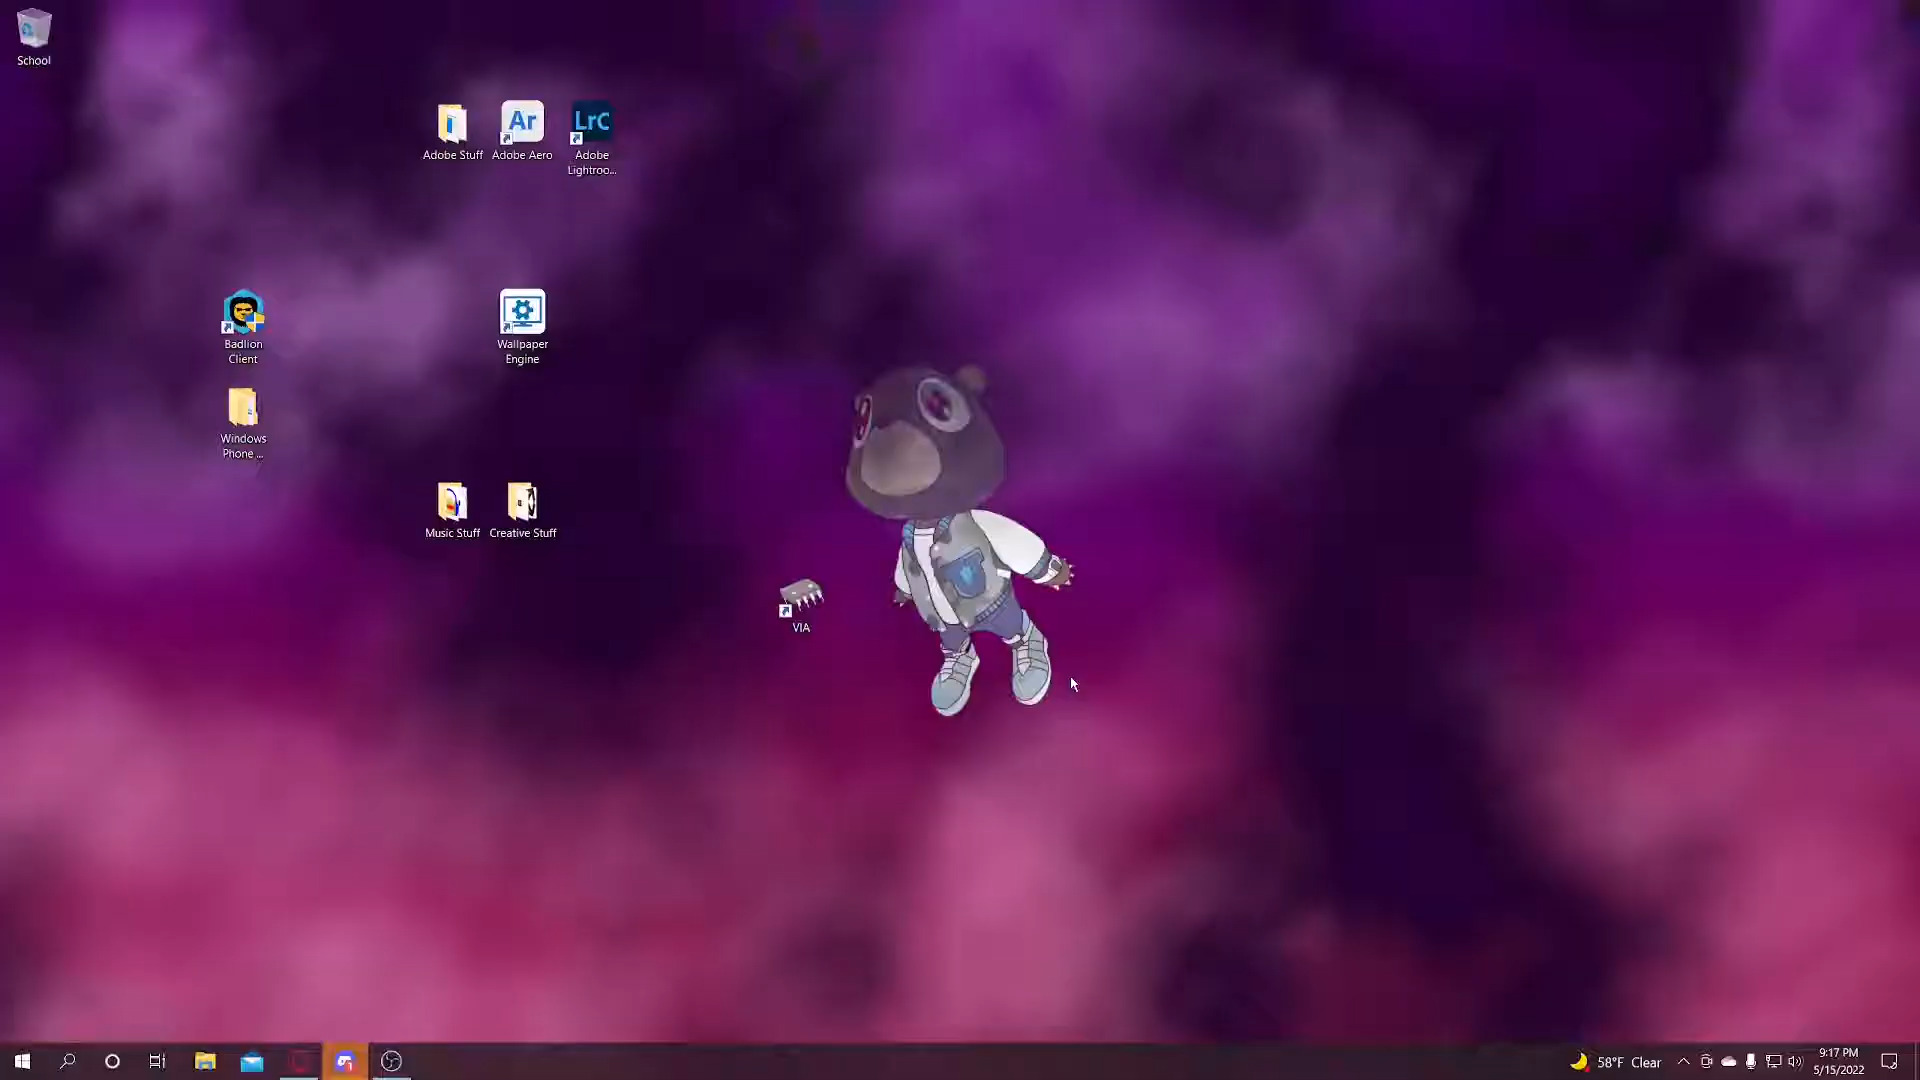 School
Adobe Stuff
Ar
Adobe Aero
LrC
Adobe
Lightroo...
Badlion
Client
Wallpaper
Engine
Windows
Phone ...
Music Stuff
Creative Stuff
VIA
58°F Clear
9:17 PM
5/15/2022